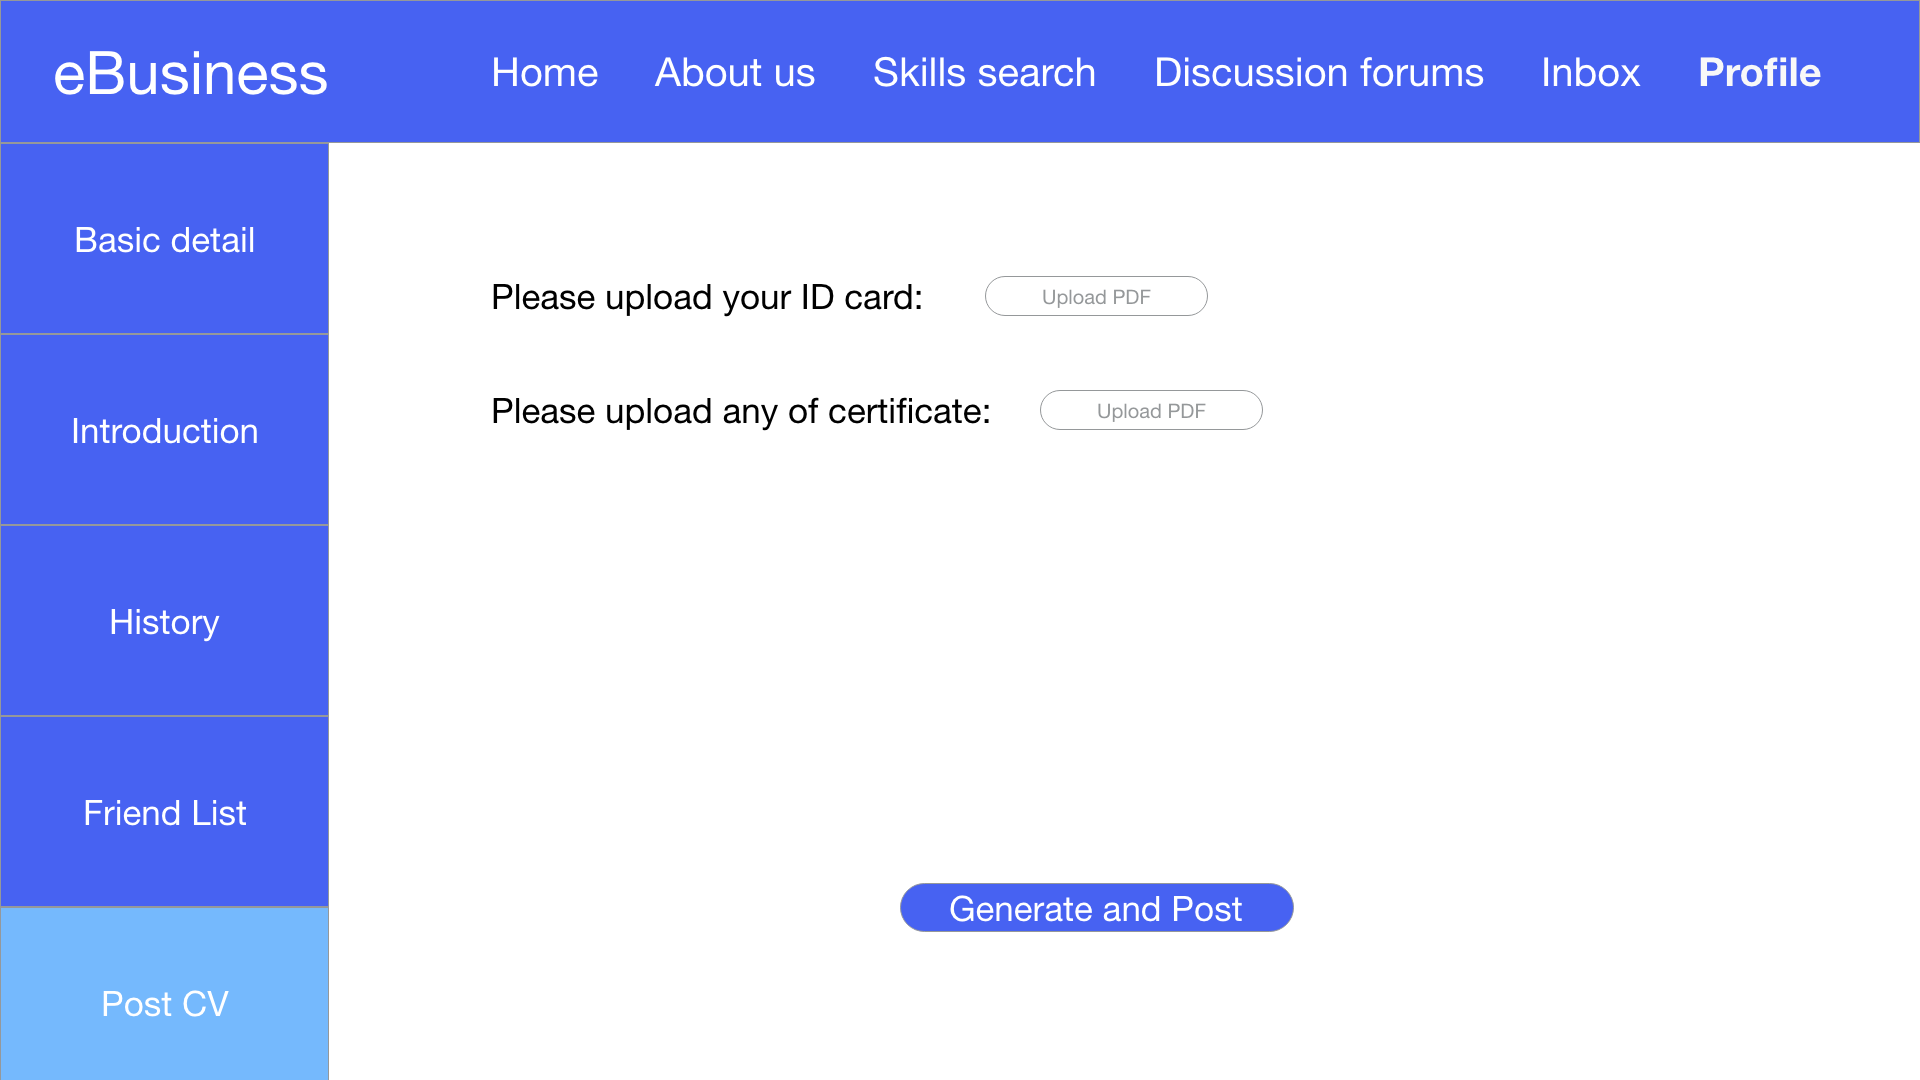 eBusiness
Home
About us
Skills search
Discussion forums
Inbox
Profile
Basic detail
Introduction
History
Friend List
Post CV
Please upload your ID card:
Upload PDF
Please upload any of certificate:
Upload PDF
Generate and Post